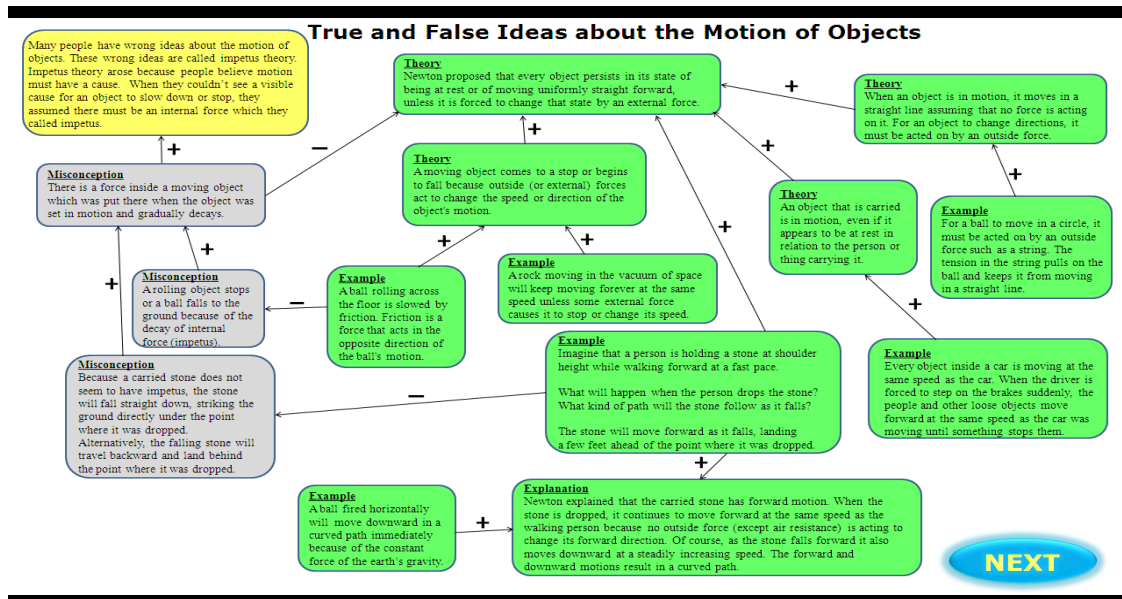 True and False Ideas about the Motion of Objects
Many people have wrong ideas about the motion of
objects. These wrong ideas are called impetus theory.
Impetus theory arose because people believe motion
must have a cause. When they couldn't see a visible
cause for an object to slow down or stop, they
assumed there must be an internal force which they
called impetus.
Theory
Newton proposed that every object persists in its state of
being at rest or of moving uniformly straight forward,
unless it is forced to change that state by an external force.
+
Theory
When an object is in motion, it moves in a
straight line assuming that no force is acting
on it. For an object to change directions, it
must be acted on by an outside force.
+
−
+
+
Misconception
There is a force inside a moving object
which was put there when the object was
set in motion and gradually decays.
Theory
A moving object comes to a stop or begins
to fall because outside (or external) forces
act to change the speed or direction of the
object's motion.
+
Theory
An object that is carried
is in motion, even if it
appears to be at rest in
relation to the person or
thing carrying it.
Example
For a ball to move in a circle, it
must be acted on by an outside
force such as a string. The
tension in the string pulls on the
ball and keeps it from moving
in a straight line.
+
+
+
+
+
Misconception
A rolling object stops
or a ball falls to the
ground because of the
decay of internal
force (impetus).
−
Example
A ball rolling across
the floor is slowed by
friction. Friction is a
force that acts in the
opposite direction of
the ball's motion.
Example
A rock moving in the vacuum of space
will keep moving forever at the same
speed unless some external force
causes it to stop or change its speed.
+
Misconception
Because a carried stone does not
seem to have impetus, the stone
will fall straight down, striking the
ground directly under the point
where it was dropped.
Alternatively, the falling stone will
travel backward and land behind
the point where it was dropped.
−
Example
Imagine that a person is holding a stone at shoulder
height while walking forward at a fast pace.
What will happen when the person drops the stone?
What kind of path will the stone follow as it falls?
The stone will move forward as it falls, landing
a few feet ahead of the point where it was dropped.
Example
Every object inside a car is moving at the
same speed as the car. When the driver is
forced to step on the brakes suddenly, the
people and other loose objects move
forward at the same speed as the car was
moving until something stops them.
+
Example
A ball fired horizontally
will move downward in a
curved path immediately
because of the constant
force of the earth's gravity.
+
Explanation
Newton explained that the carried stone has forward motion. When the
stone is dropped, it continues to move forward at the same speed as the
walking person because no outside force (except air resistance) is acting to
change its forward direction. Of course, as the stone falls forward it also
moves downward at a steadily increasing speed. The forward and
downward motions result in a curved path.
NEXT